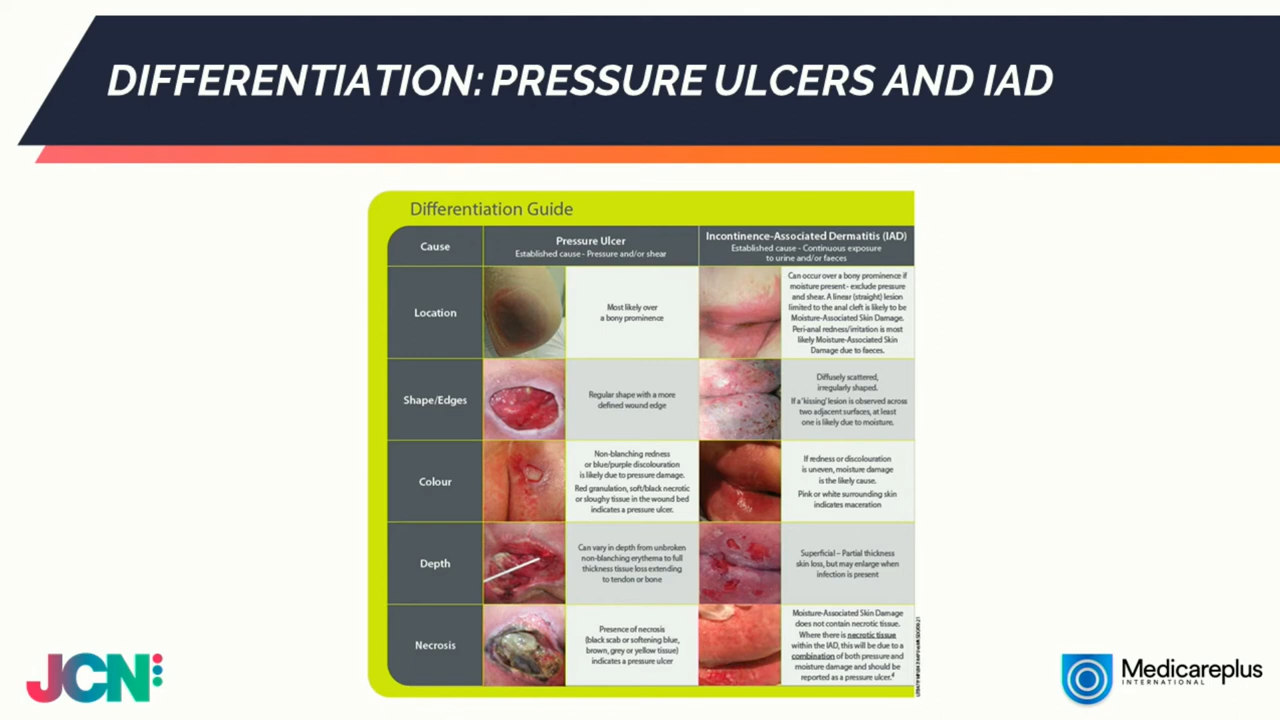 DIFFERENTIATION: PRESSURE ULCERS AND IAD
Differentiation Guide
Cause
Pressure Ulcer
Established cause - Pressure and/or shear
Incontinence-Associated Dermatitis (IAD)
Established cause - Continuous exposure
to urine and/or faeces
Location
Most likely over
a bony prominence
Can occur over a bony prominence if
moisture present - exclude pressure
and shear. A linear (straight) lesion
limited to the anal cleft is likely to be
Moisture-Associated Skin Damage.
Peri-anal redness/irritation is most
likely Moisture-Associated Skin
Damage due to faeces.
Shape/Edges
Regular shape with a more
defined wound edge
Diffusely scattered,
irregularly shaped.
If a 'kissing' lesion is observed across
two adjacent surfaces, at least
one is likely due to moisture.
Colour
Non-blanching redness
or blue/purple discolouration
is likely due to pressure damage.
Red granulation, soft/black necrotic
or sloughy tissue in the wound bed
indicates a pressure ulcer.
If redness or discolouration
is uneven, moisture damage
is the likely cause.
Pink or white surrounding skin
indicates maceration
Depth
Can vary in depth from unbroken
non-blanching erythema to full
thickness tissue loss extending
to tendon or bone
Superficial – Partial thickness
skin loss, but may enlarge when
infection is present
Necrosis
Presence of necrosis
(black scab or softening blue,
brown, grey or yellow tissue)
indicates a pressure ulcer
Moisture-Associated Skin Damage
does not contain necrotic tissue.
Where there is necrotic tissue
within the IAD, this will be due to a
combination of both pressure and
moisture damage and should be
reported as a pressure ulcer.
JCN
Medicareplus
INTERNATIONAL